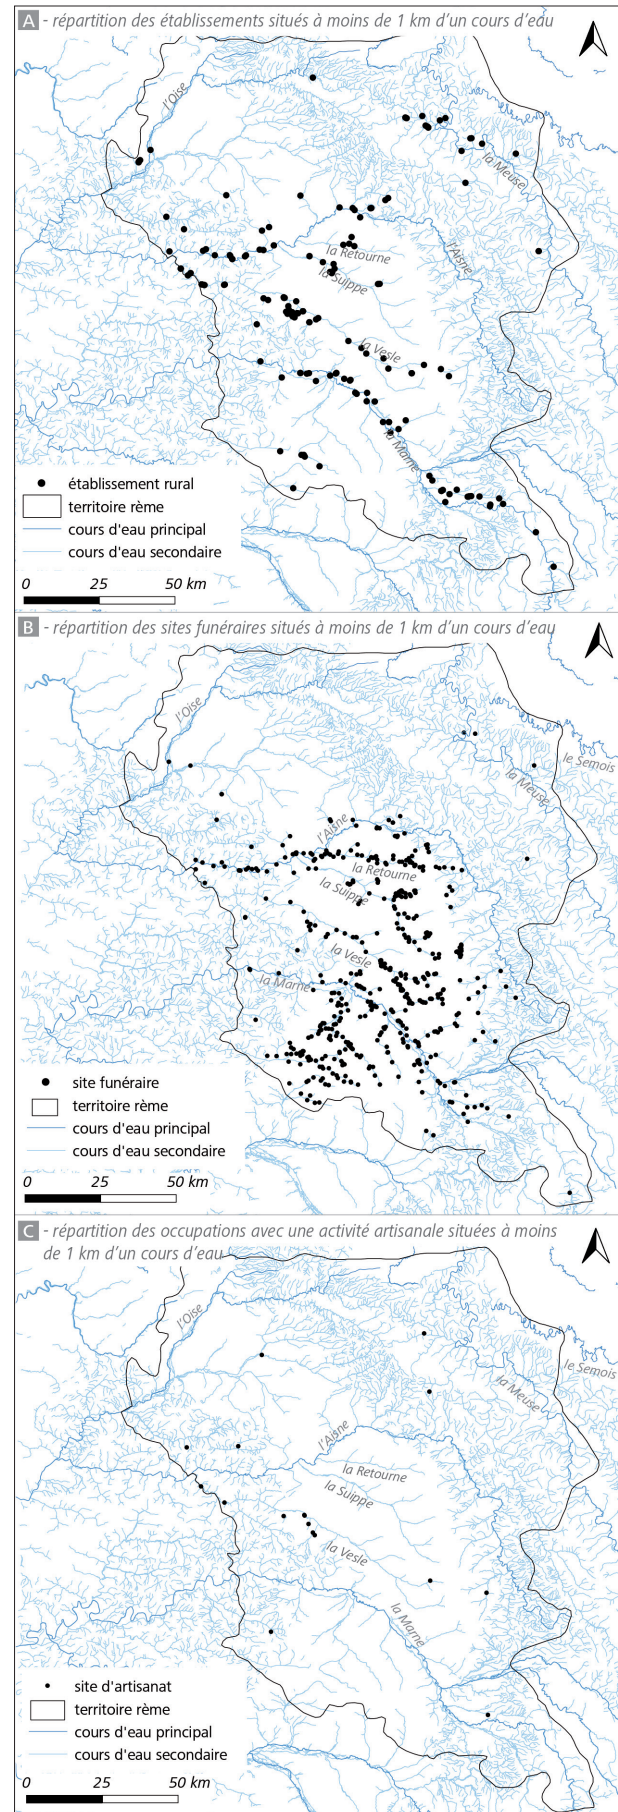 A - répartition des établissements situés à moins de 1 km d'un cours d'eau
l'Oise
la Meuse
l'Aisne
la Retourne
la Suippe
la Vesle
la Marne
établissement rural
territoire rème
cours d'eau principal
cours d'eau secondaire
0 25 50 km
B - répartition des sites funéraires situés à moins de 1 km d'un cours d'eau
l'Oise
le Semois
la Meuse
l'Aisne
la Retourne
la Suippe
la Vesle
la Marne
site funéraire
territoire rème
cours d'eau principal
cours d'eau secondaire
0 25 50 km
C - répartition des occupations avec une activité artisanale situées à moins
de 1 km d'un cours d'eau
l'Oise
le Semois
la Meuse
l'Aisne
la Retourne
la Suippe
la Vesle
la Marne
site d'artisanat
territoire rème
cours d'eau principal
cours d'eau secondaire
0 25 50 km